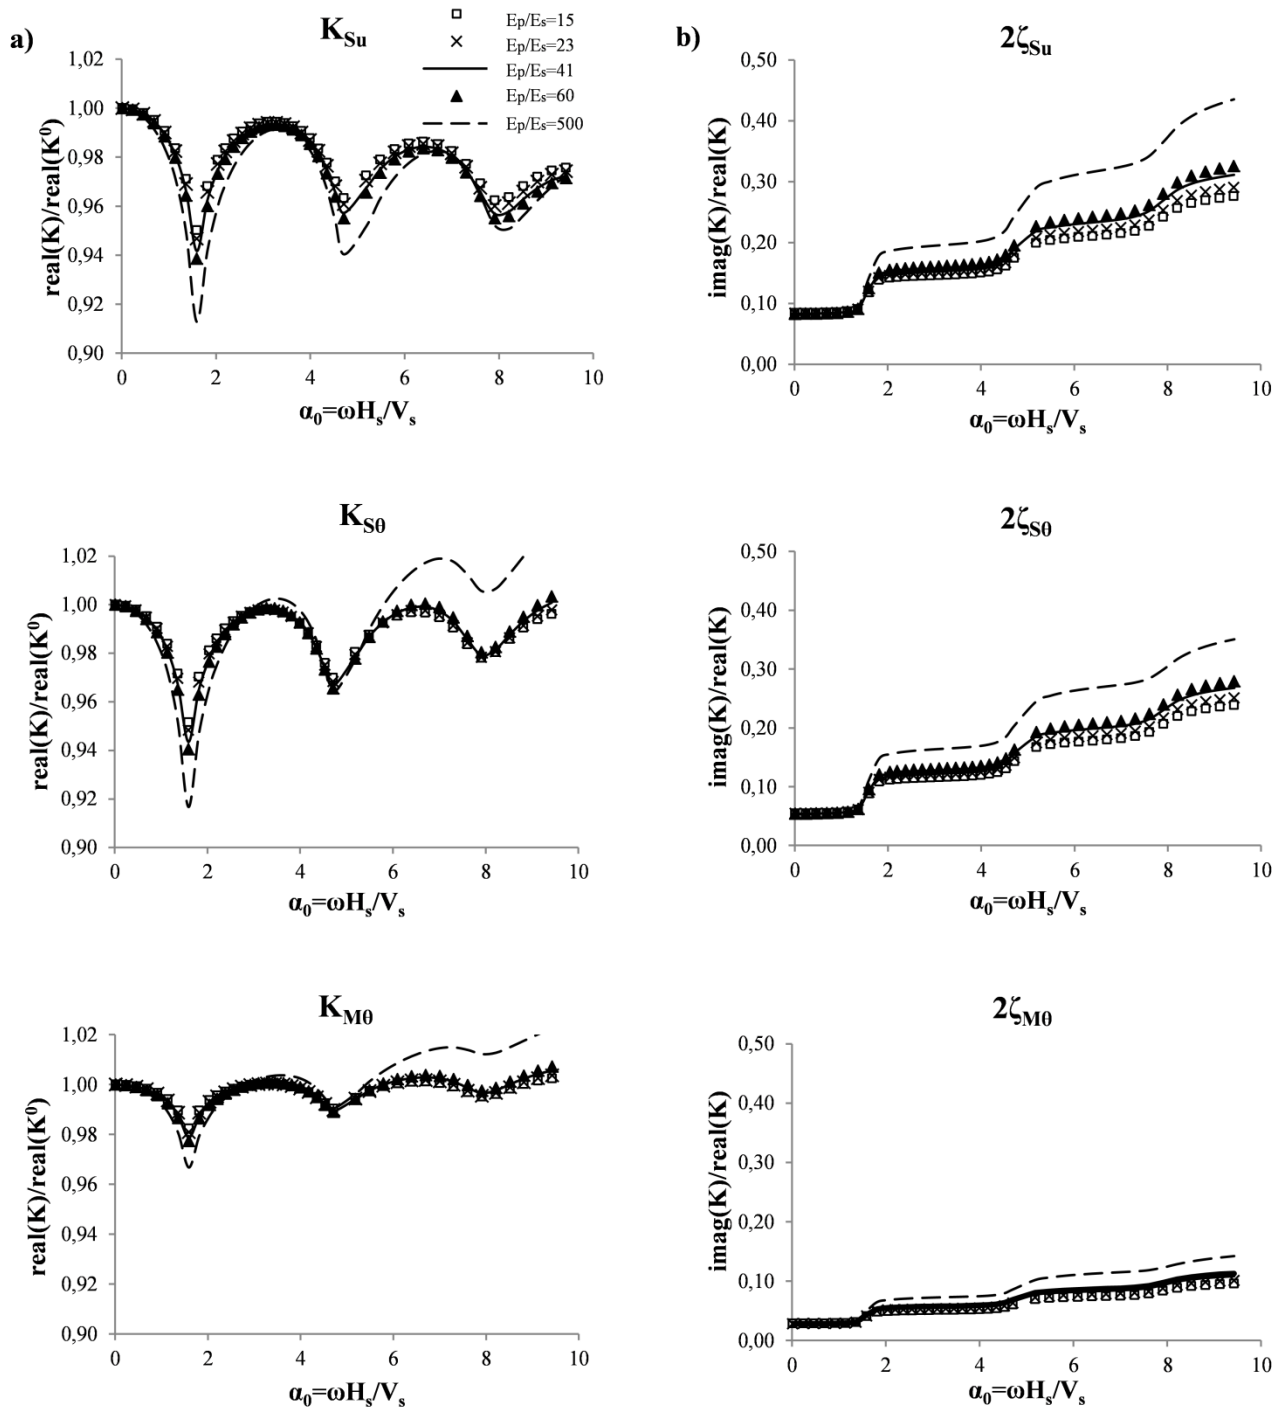 a)
K_Su
Ep/Es=15
Ep/Es=23
Ep/Es=41
Ep/Es=60
Ep/Es=500
real(K)/real(K⁰)
1,02
1,00
0,98
0,96
0,94
0,92
0,90
0 2 4 6 8 10
α₀=ωHₛ/Vₛ
b)
2ζ_Su
imag(K)/real(K)
0,50
0,40
0,30
0,20
0,10
0,00
0 2 4 6 8 10
α₀=ωHₛ/Vₛ
K_Sθ
real(K)/real(K⁰)
1,02
1,00
0,98
0,96
0,94
0,92
0,90
0 2 4 6 8 10
α₀=ωHₛ/Vₛ
2ζ_Sθ
imag(K)/real(K)
0,50
0,40
0,30
0,20
0,10
0,00
0 2 4 6 8 10
α₀=ωHₛ/Vₛ
K_Mθ
real(K)/real(K⁰)
1,02
1,00
0,98
0,96
0,94
0,92
0,90
0 2 4 6 8 10
α₀=ωHₛ/Vₛ
2ζ_Mθ
imag(K)/real(K)
0,50
0,40
0,30
0,20
0,10
0,00
0 2 4 6 8 10
α₀=ωHₛ/Vₛ